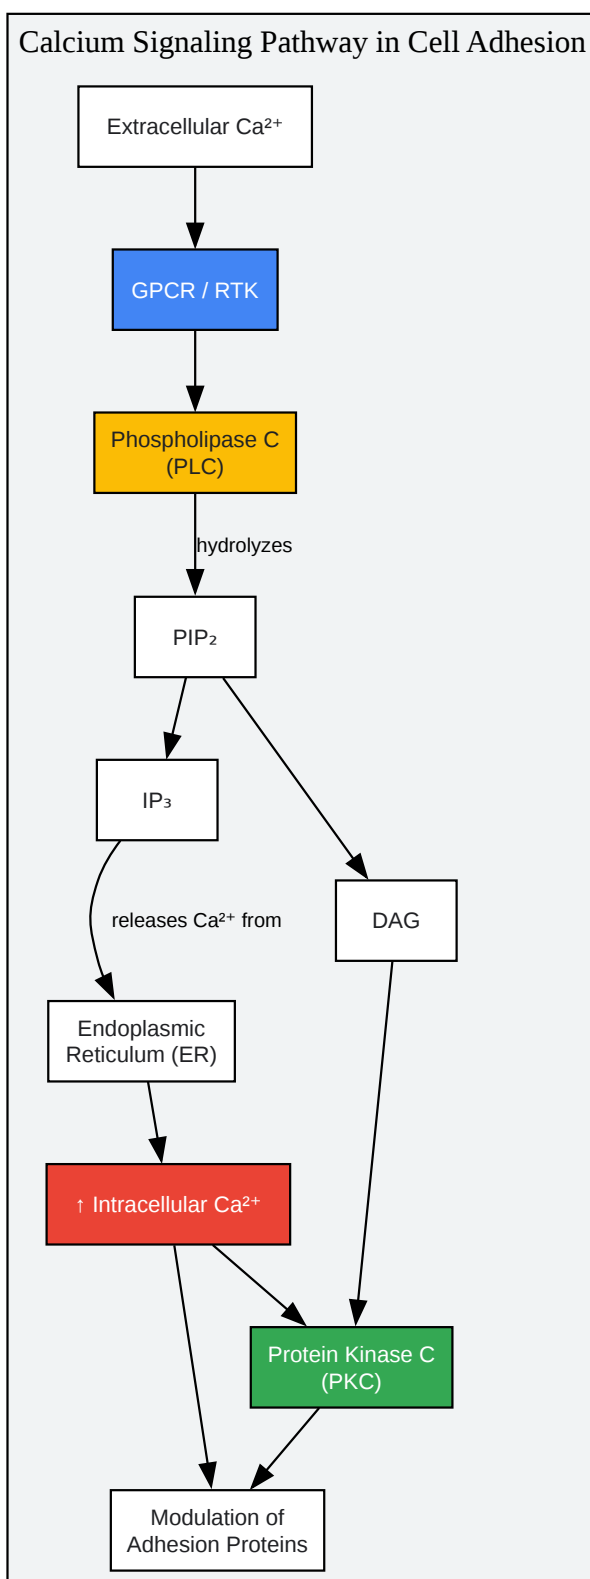 Calcium Signaling Pathway in Cell Adhesion
Extracellular Ca²⁺
GPCR / RTK
Phospholipase C
(PLC)
hydrolyzes
PIP₂
IP₃
DAG
releases Ca²⁺ from
Endoplasmic
Reticulum (ER)
↑ Intracellular Ca²⁺
Protein Kinase C
(PKC)
Modulation of
Adhesion Proteins